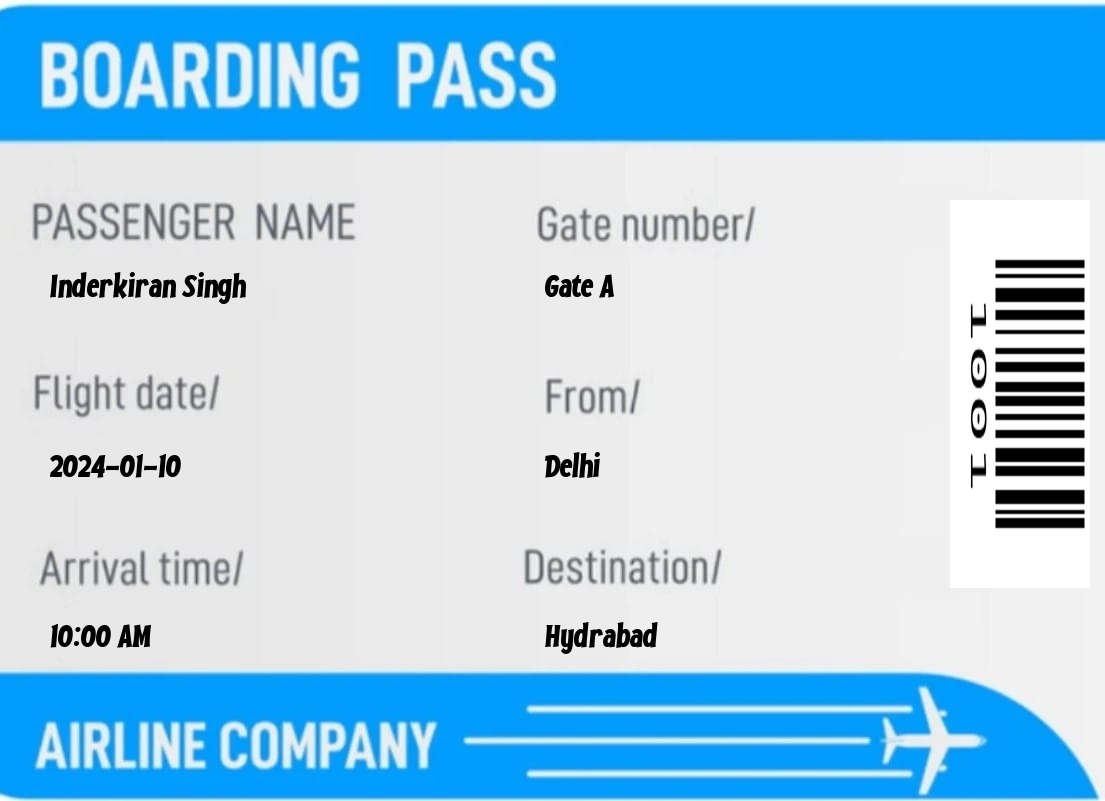 BOARDING PASS
PASSENGER NAME
Inderkiran Singh
Gate number/
Gate A
Flight date/
2024-01-10
From/
Delhi
Arrival time/
10:00 AM
Destination/
Hydrabad
1001
AIRLINE COMPANY